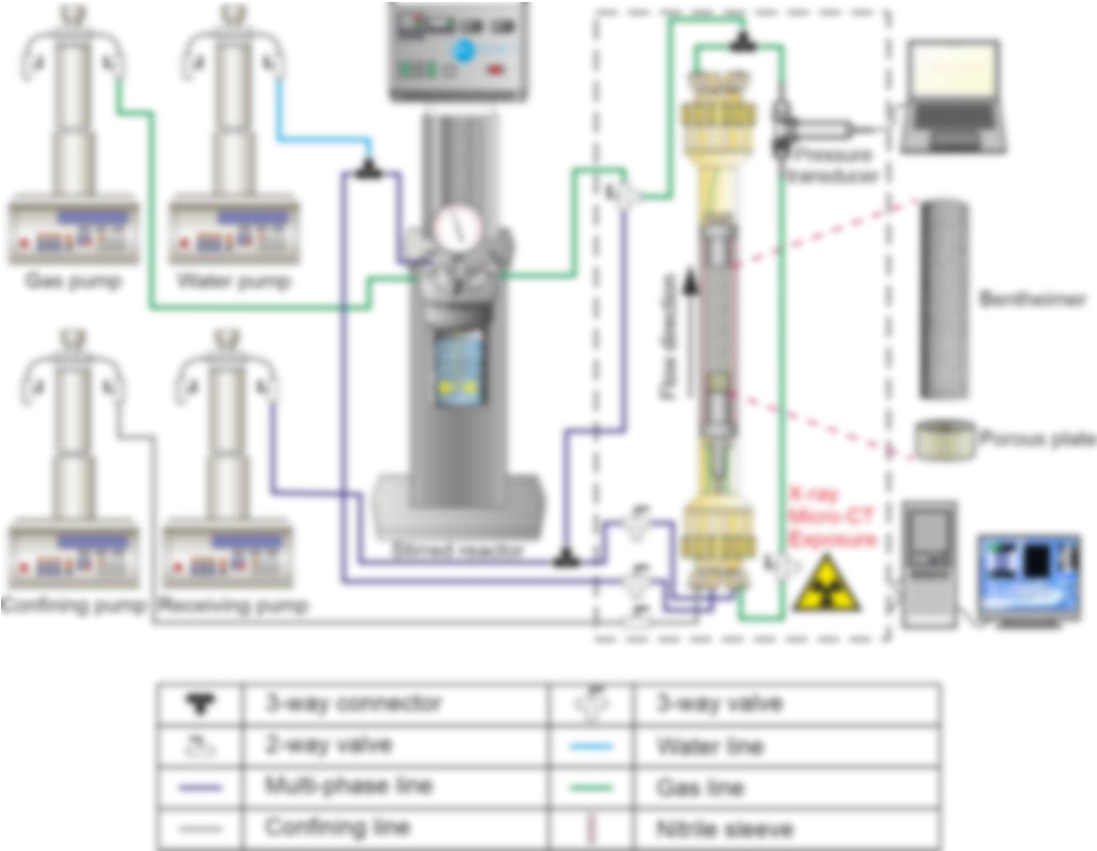 Pressure
transducer
Gas pump
Water pump
Flow direction
Bentheimer
Porous plate
X-ray
Micro-CT
Exposure
Stirred reactor
Confining pump
Receiving pump
3-way connector
3-way valve
2-way valve
Water line
Multi-phase line
Gas line
Confining line
Nitrile sleeve